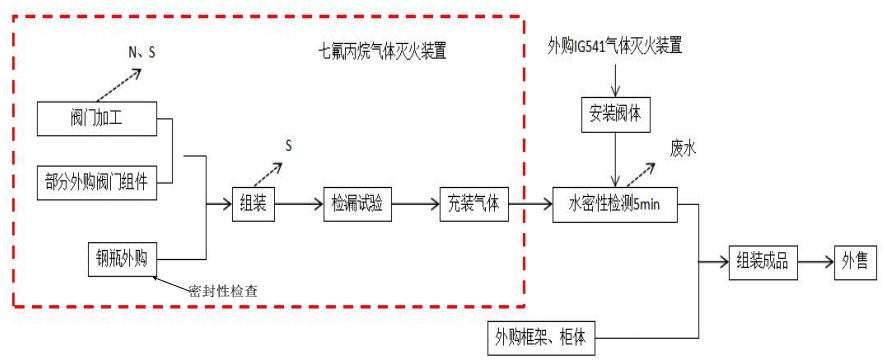 七氟丙烷气体灭火装置
外购IG541气体灭火装置
N、S
阀门加工
安装阀体
部分外购阀门组件
S
废水
组装
检漏试验
充装气体
水密性检测5min
钢瓶外购
密封性检查
组装成品
外售
外购框架、柜体